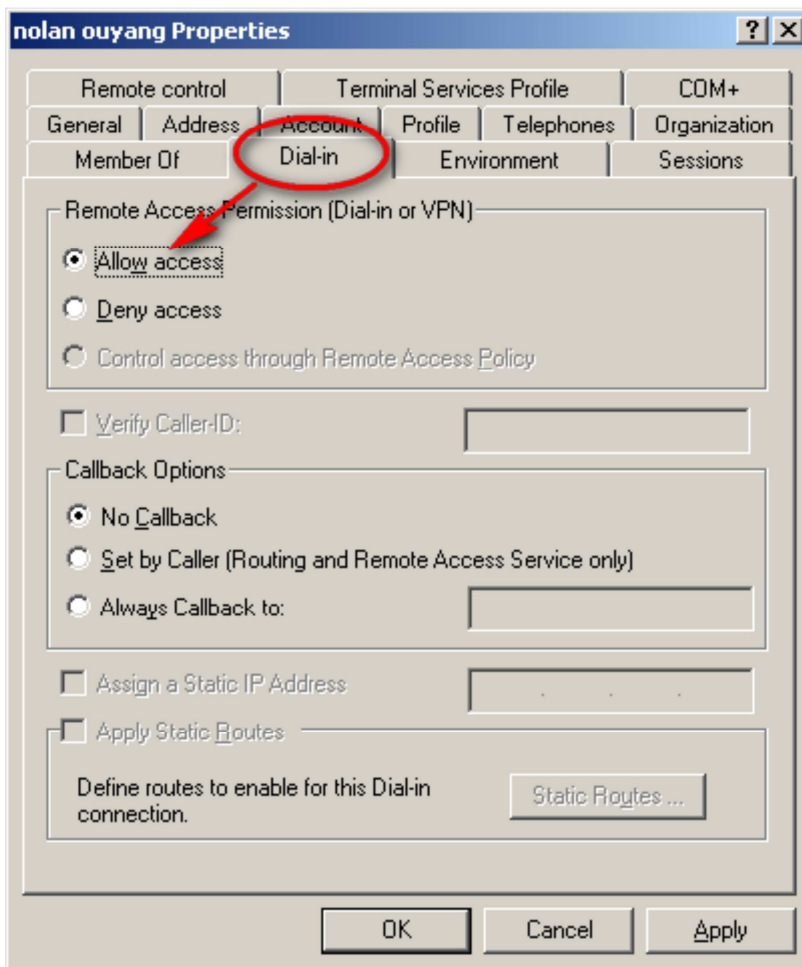 nolan ouyang Properties
Remote control Terminal Services Profile COM+
General Address Account Profile Telephones Organization
Member Of Dial-in Environment Sessions
Remote Access Permission (Dial-in or VPN)
Allow access
Deny access
Control access through Remote Access Policy
Verify Caller-ID:
Callback Options
No Callback
Set by Caller (Routing and Remote Access Service only)
Always Callback to:
Assign a Static IP Address . . .
Apply Static Routes
Define routes to enable for this Dial-in
connection.
Static Routes ...
OK Cancel Apply